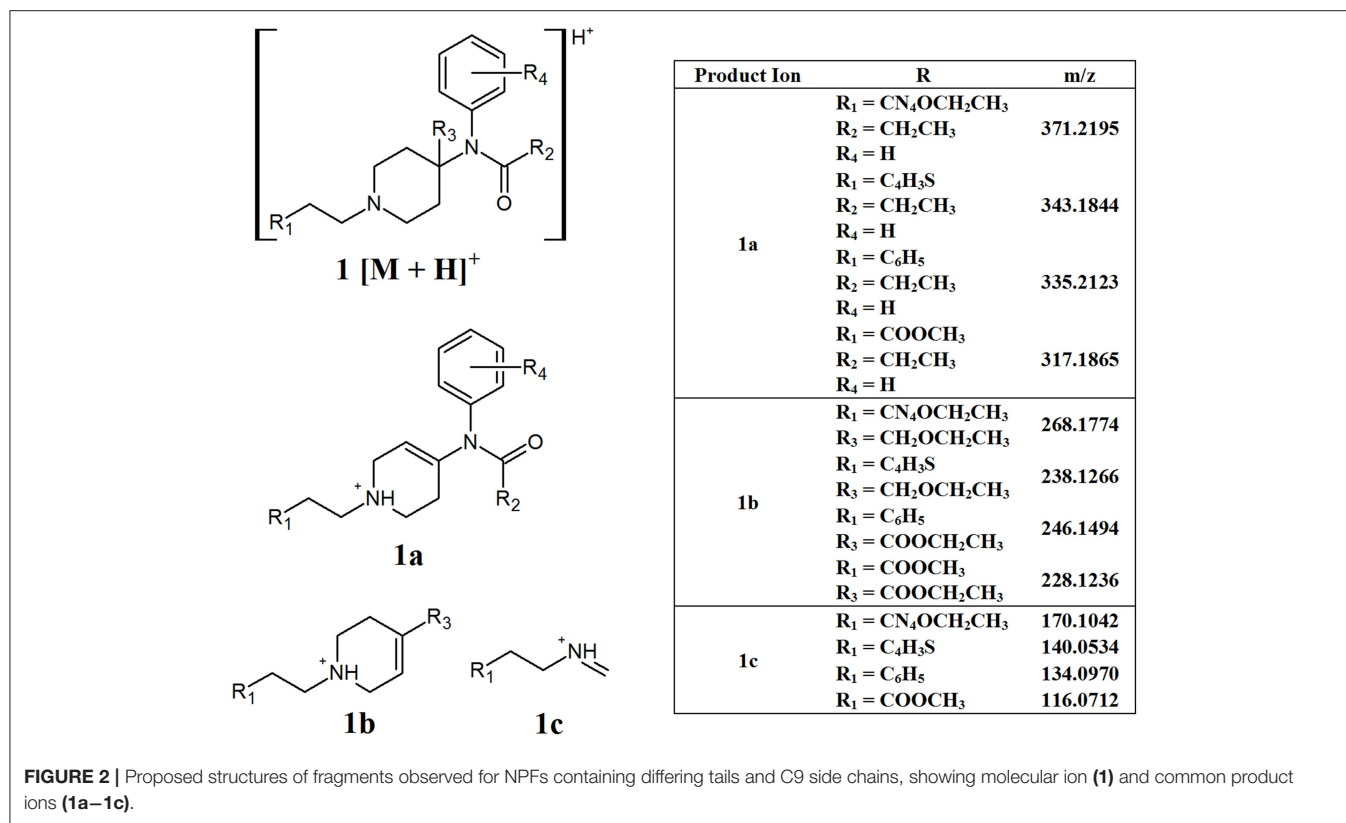 H⁺
R₄
R₃
N
R₂
N
O
R₁
1 [M + H]⁺
R₄
N
O
+
NH
R₂
R₁
1a
R₃
+
NH
R₁
1b
+
NH
R₁
1c
Product Ion R m/z
1a
R₁ = CN₄OCH₂CH₃
R₂ = CH₂CH₃ 371.2195
R₄ = H
R₁ = C₄H₃S
R₂ = CH₂CH₃ 343.1844
R₄ = H
R₁ = C₆H₅
R₂ = CH₂CH₃ 335.2123
R₄ = H
R₁ = COOCH₃
R₂ = CH₂CH₃ 317.1865
R₄ = H
1b
R₁ = CN₄OCH₂CH₃ 268.1774
R₃ = CH₂OCH₂CH₃
R₁ = C₄H₃S 238.1266
R₃ = CH₂OCH₂CH₃
R₁ = C₆H₅ 246.1494
R₃ = COOCH₂CH₃
R₁ = COOCH₃ 228.1236
R₃ = COOCH₂CH₃
1c
R₁ = CN₄OCH₂CH₃ 170.1042
R₁ = C₄H₃S 140.0534
R₁ = C₆H₅ 134.0970
R₁ = COOCH₃ 116.0712
FIGURE 2 | Proposed structures of fragments observed for NPFs containing differing tails and C9 side chains, showing molecular ion (1) and common product
ions (1a–1c).